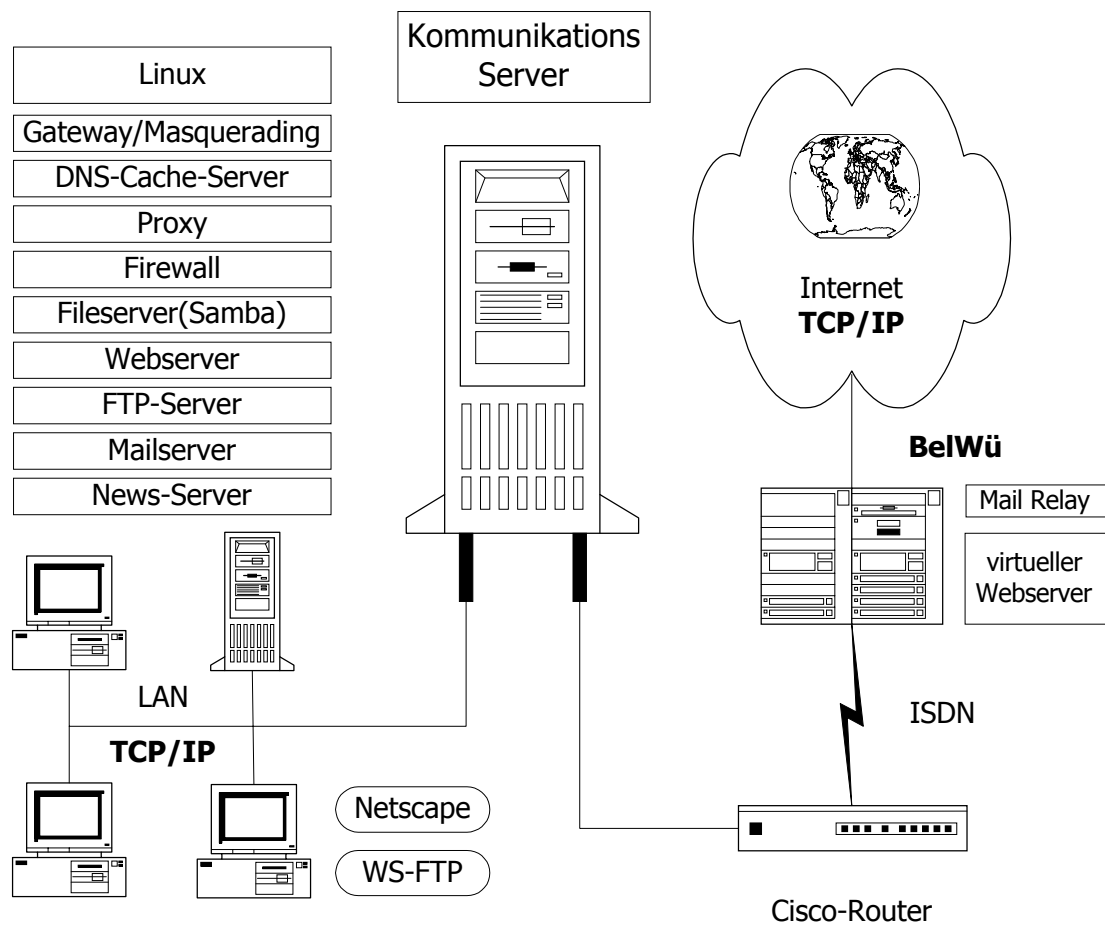 Kommunikations
Server
Linux
Gateway/Masquerading
DNS-Cache-Server
Proxy
Firewall
Fileserver(Samba)
Webserver
FTP-Server
Mailserver
News-Server
Internet
TCP/IP
BelWü
Mail Relay
virtueller
Webserver
LAN
TCP/IP
ISDN
Netscape
WS-FTP
Cisco-Router